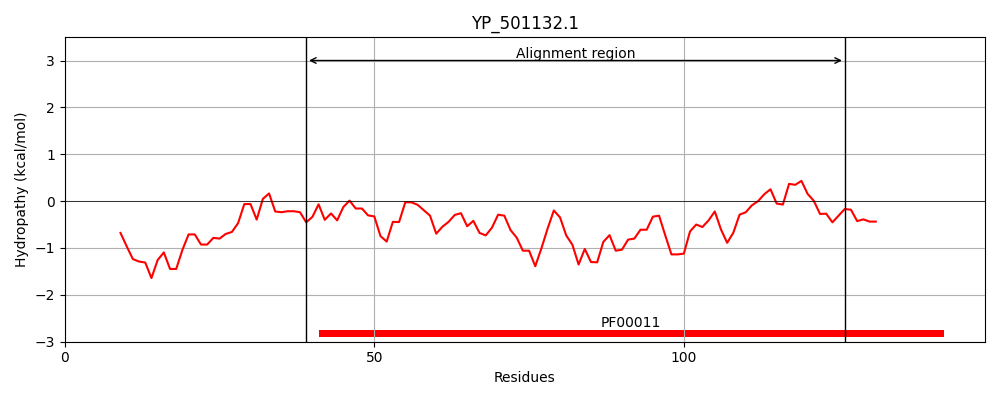 YP_501132.1
Hydropathy (kcal/mol)
3
2
1
0
−1
−2
−3
Alignment region
PF00011
0
50
100
Residues